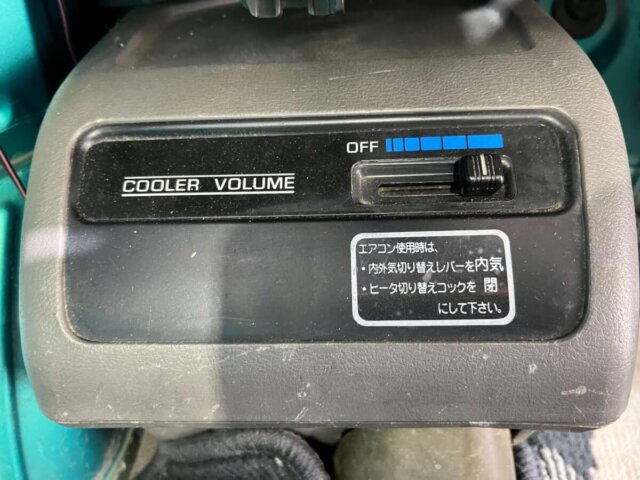 OFF
COOLER VOLUME
エアコン使用時は、
・内外気切り替えレバーを内気
・ヒータ切り替えコックを 閉
にして下さい。